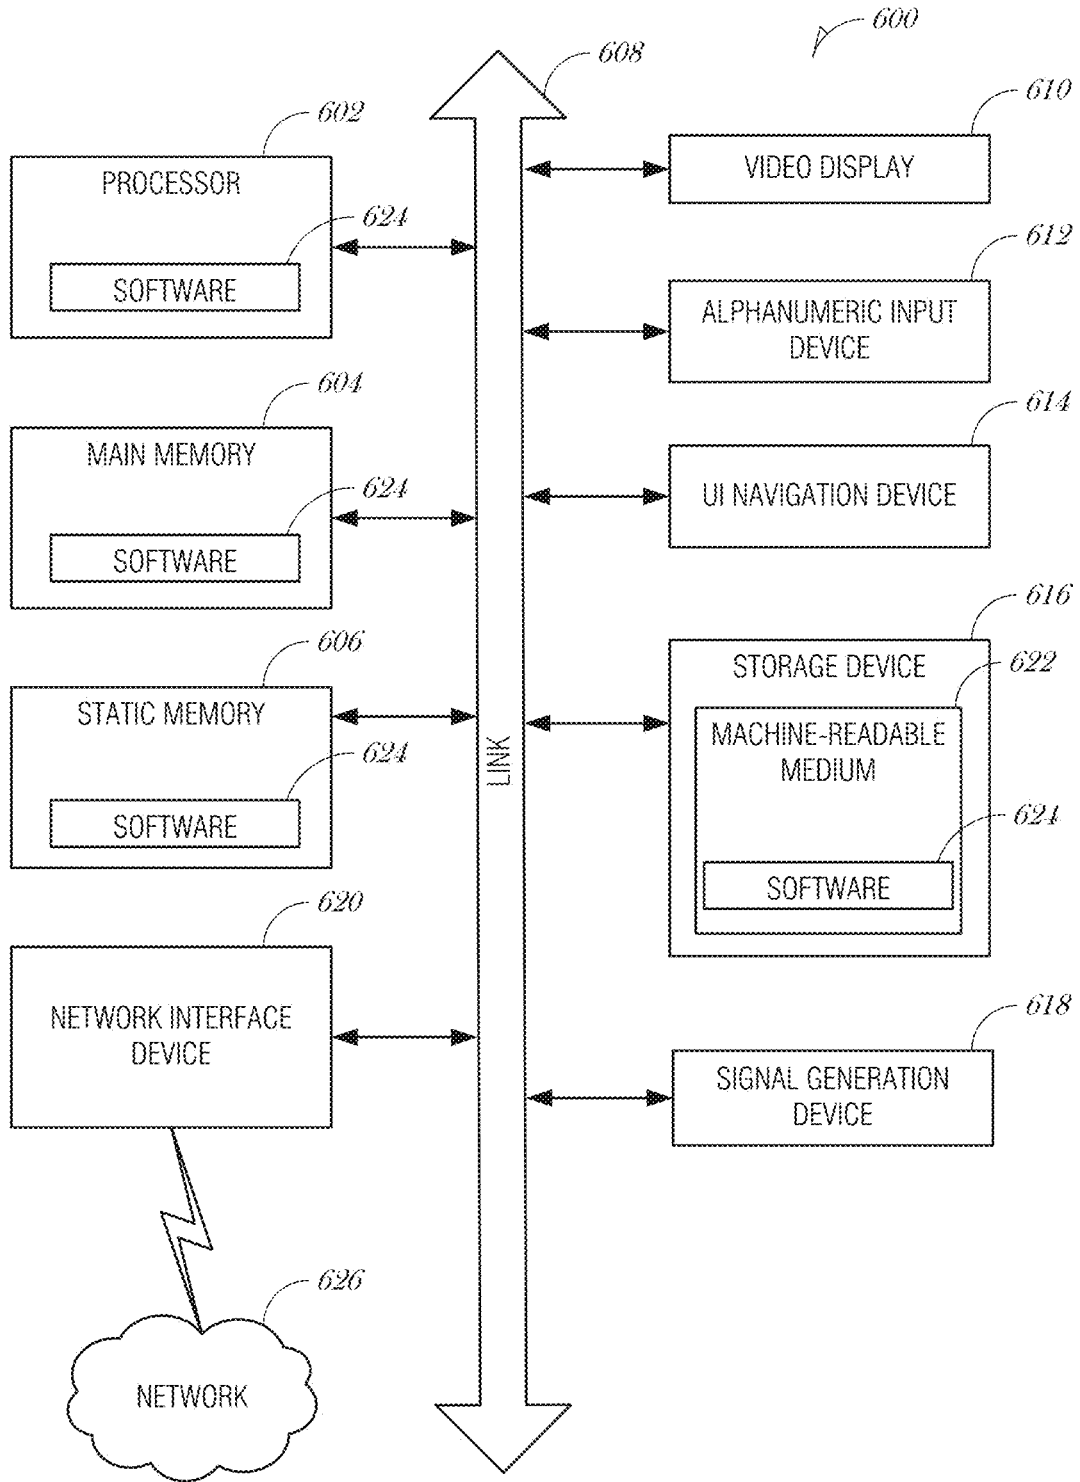 600
608
610
VIDEO DISPLAY
602
PROCESSOR
624
SOFTWARE
612
ALPHANUMERIC INPUT
DEVICE
604
MAIN MEMORY
624
SOFTWARE
614
UI NAVIGATION DEVICE
606
STATIC MEMORY
624
SOFTWARE
LINK
616
STORAGE DEVICE
622
MACHINE-READABLE
MEDIUM
624
SOFTWARE
620
NETWORK INTERFACE
DEVICE
618
SIGNAL GENERATION
DEVICE
626
NETWORK